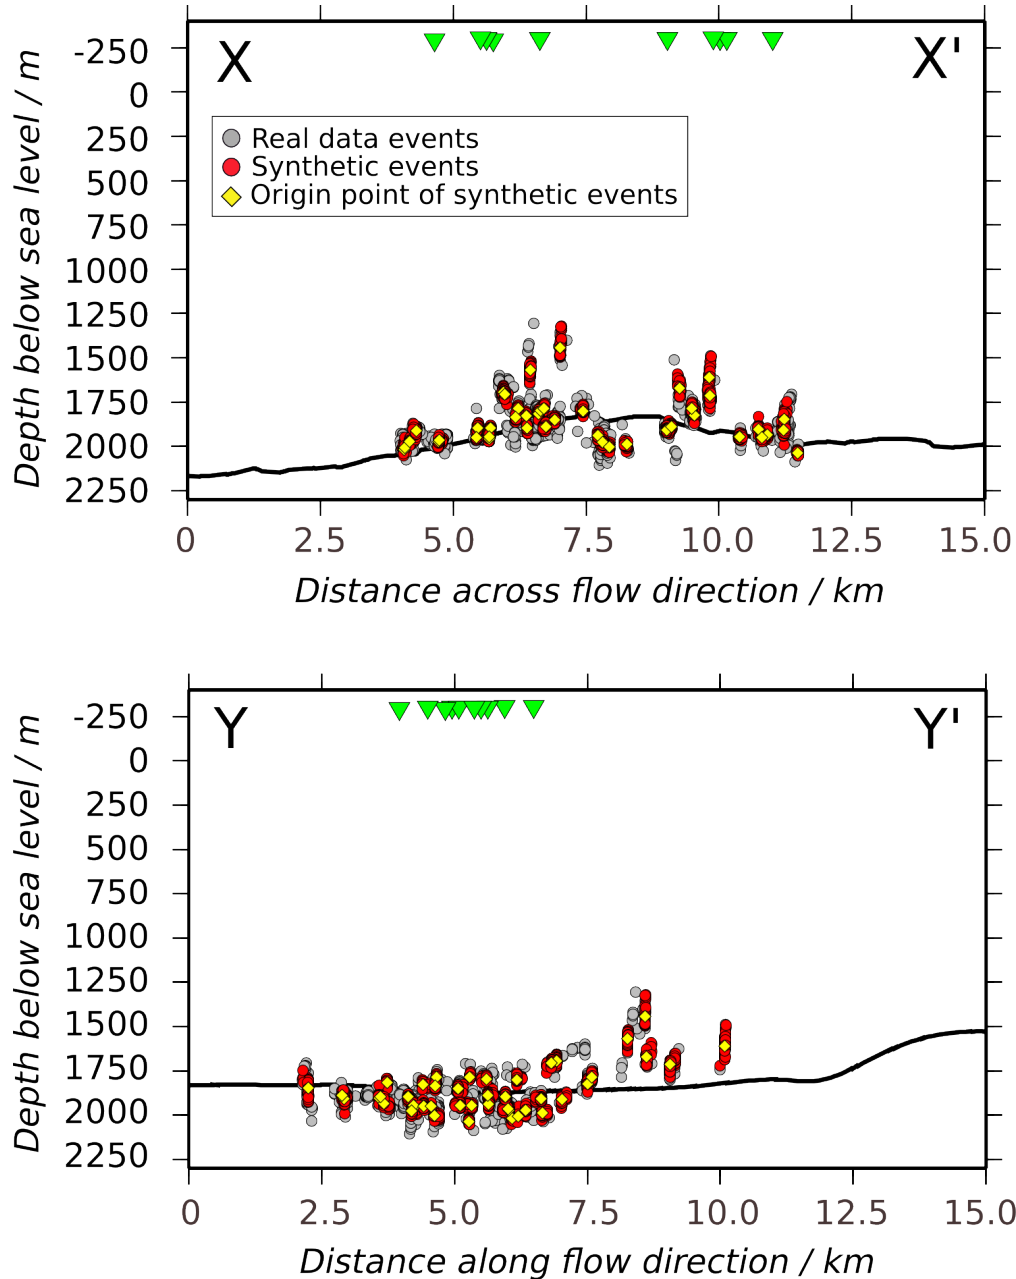 X
X'
-250
0
250
500
750
1000
1250
1500
1750
2000
2250
Depth below sea level / m
Real data events
Synthetic events
Origin point of synthetic events
0 2.5 5.0 7.5 10.0 12.5 15.0
Distance across flow direction / km
Y
Y'
-250
0
250
500
750
1000
1250
1500
1750
2000
2250
Depth below sea level / m
0 2.5 5.0 7.5 10.0 12.5 15.0
Distance along flow direction / km